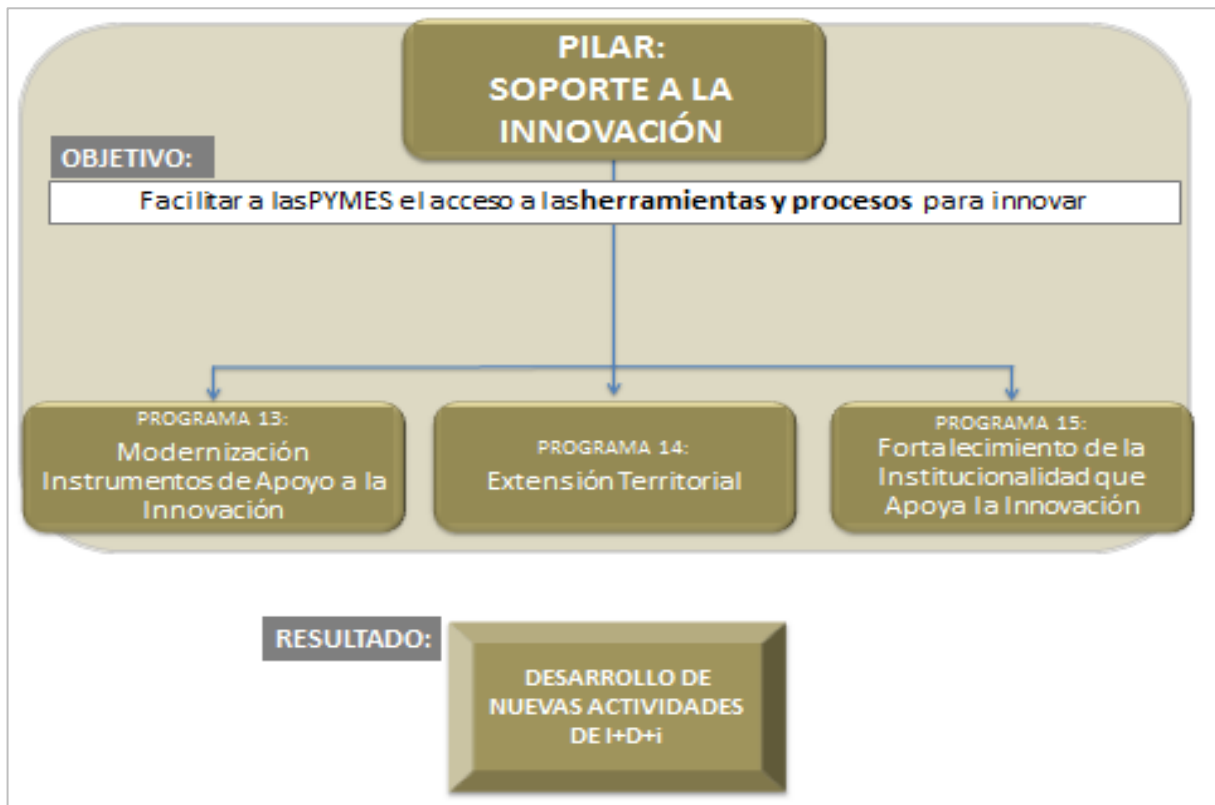 PILAR:
SOPORTE A LA
INNOVACIÓN
OBJETIVO:
Facilitar a lasPYMES el acceso a lasherramientas y procesos para innovar
PROGRAMA 13:
Modernización
Instrumentos de Apoyo a la
Innovación
PROGRAMA 14:
Extensión Territorial
PROGRAMA 15:
Fortalecimiento de la
Institucionalidad que
Apoya la Innovación
RESULTADO:
DESARROLLO DE
NUEVAS ACTIVIDADES
DE I+D+i